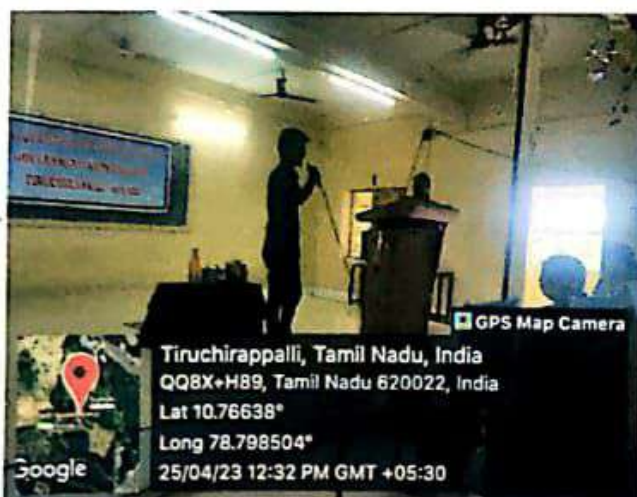 GPS Map Camera
Tiruchirappalli, Tamil Nadu, India
QQ8X+H89, Tamil Nadu 620022, India
Lat 10.76638°
Long 78.798504°
25/04/23 12:32 PM GMT +05:30
Google